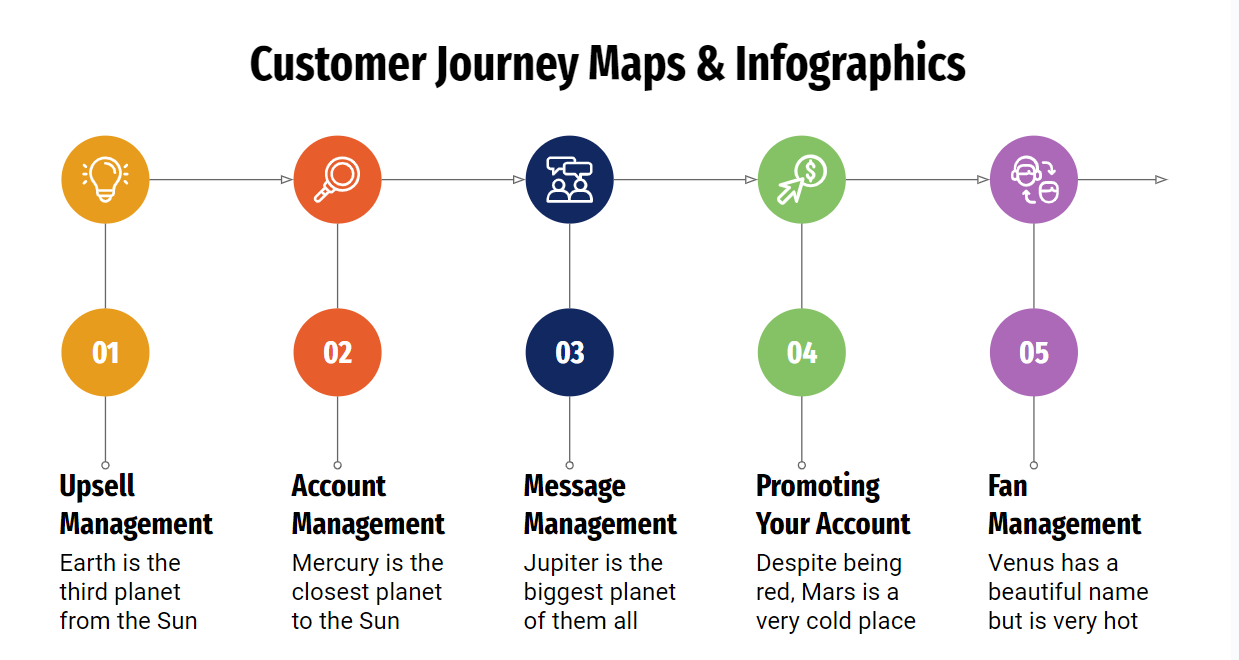 Customer Journey Maps & Infographics
$
01
02
03
04
05
Upsell
Management
Earth is the
third planet
from the Sun
Account
Management
Mercury is the
closest planet
to the Sun
Message
Management
Jupiter is the
biggest planet
of them all
Promoting
Your Account
Despite being
red, Mars is a
very cold place
Fan
Management
Venus has a
beautiful name
but is very hot